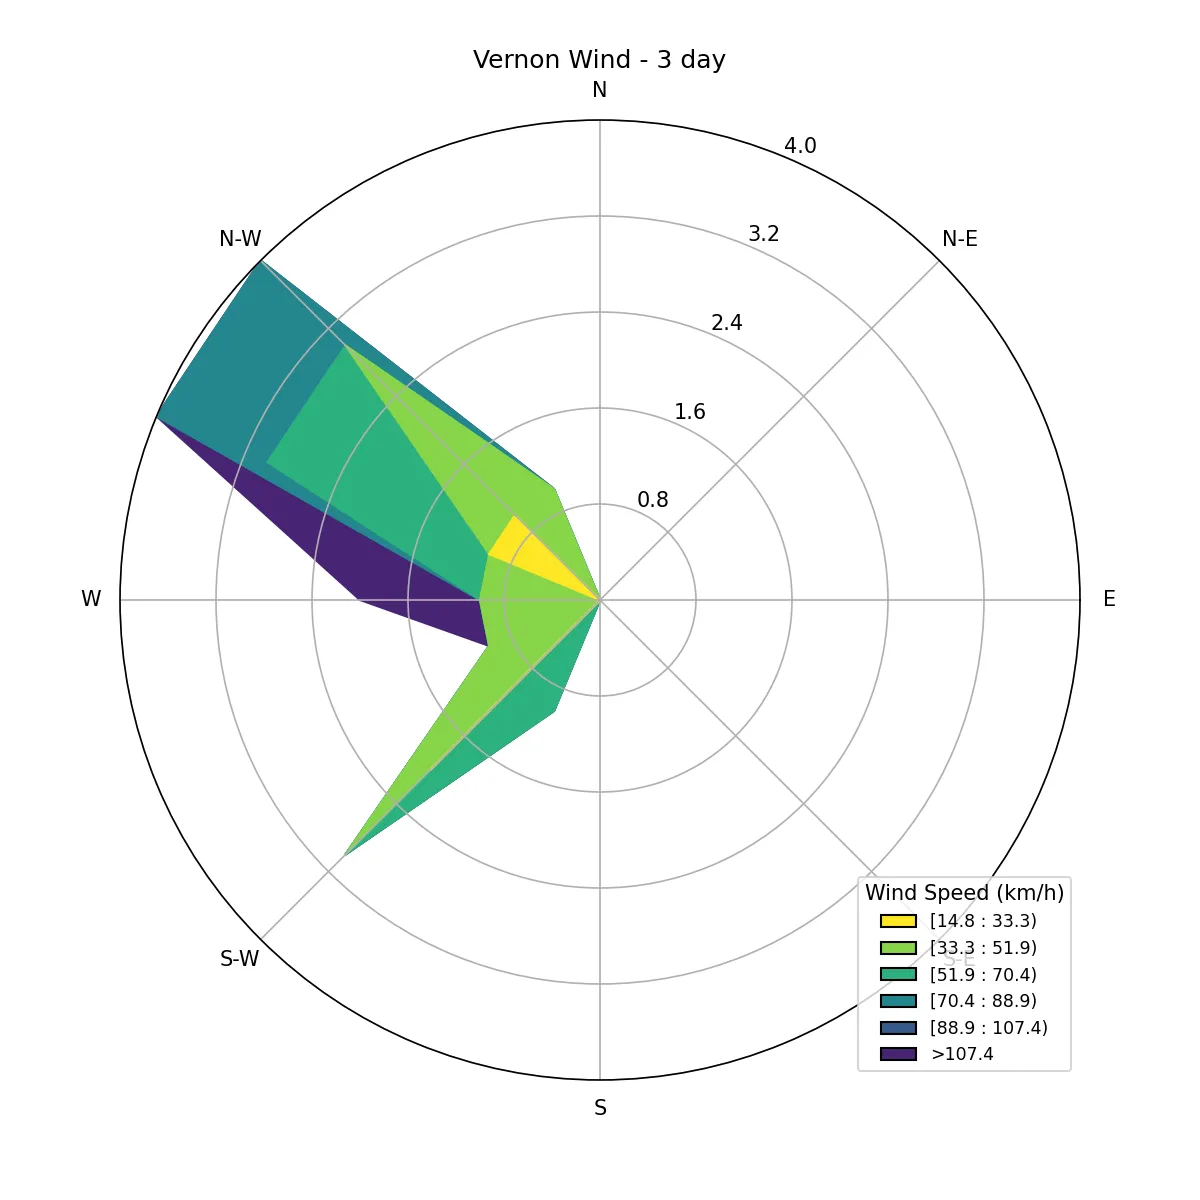 Vernon Wind - 3 day
N
4.0
3.2
N-W
N-E
2.4
1.6
0.8
W
E
Wind Speed (km/h)
[14.8 : 33.3)
[33.3 : 51.9)
S-W
S-E
[51.9 : 70.4)
[70.4 : 88.9)
[88.9 : 107.4)
>107.4
S